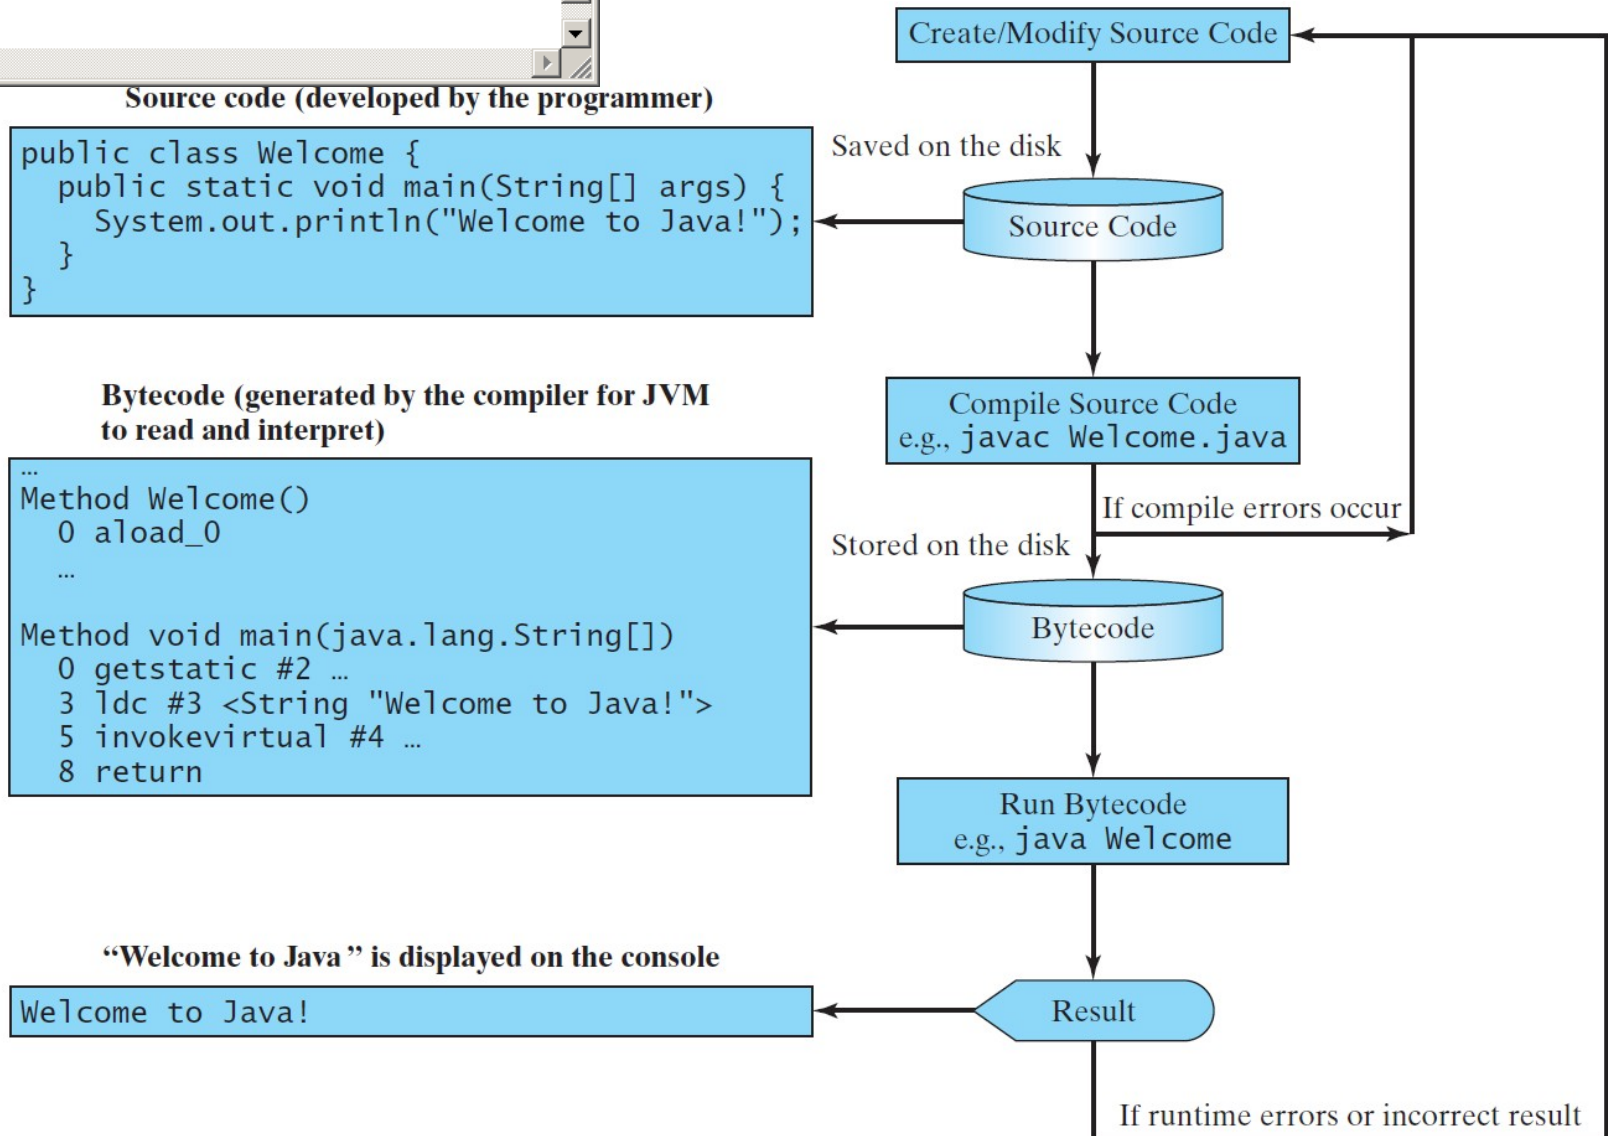 Create/Modify Source Code
Source code (developed by the programmer)
public class Welcome {
  public static void main(String[] args) {
    System.out.println("Welcome to Java!");
  }
}
Saved on the disk
Source Code
Compile Source Code
e.g., javac Welcome.java
If compile errors occur
Bytecode (generated by the compiler for JVM
to read and interpret)
…
Method Welcome()
  0 aload_0
  …
Method void main(java.lang.String[])
  0 getstatic #2 …
  3 ldc #3 <String "Welcome to Java!">
  5 invokevirtual #4 …
  8 return
Stored on the disk
Bytecode
Run Bytecode
e.g., java Welcome
“Welcome to Java ” is displayed on the console
Welcome to Java!
Result
If runtime errors or incorrect result